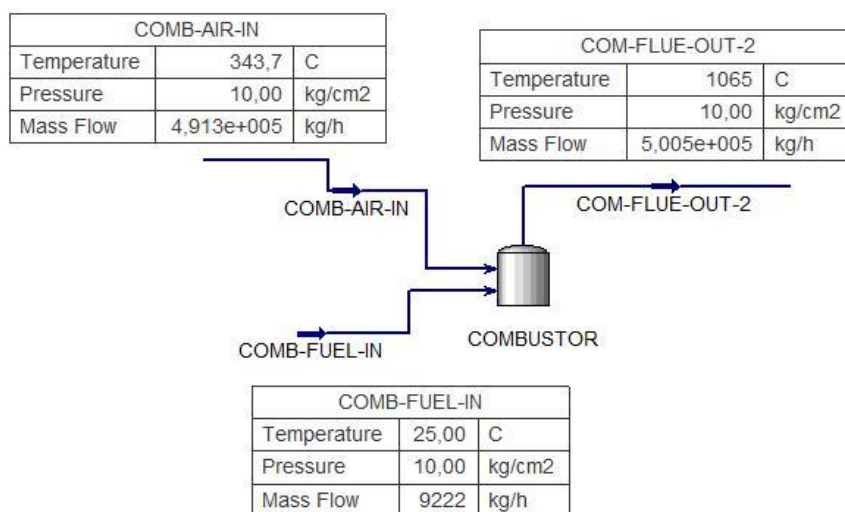 COMB-AIR-IN
Temperature 343,7 C
Pressure 10,00 kg/cm2
Mass Flow 4,913e+005 kg/h
COM-FLUE-OUT-2
Temperature 1065 C
Pressure 10,00 kg/cm2
Mass Flow 5,005e+005 kg/h
COMB-AIR-IN
COM-FLUE-OUT-2
COMB-FUEL-IN
COMBUSTOR
COMB-FUEL-IN
Temperature 25,00 C
Pressure 10,00 kg/cm2
Mass Flow 9222 kg/h